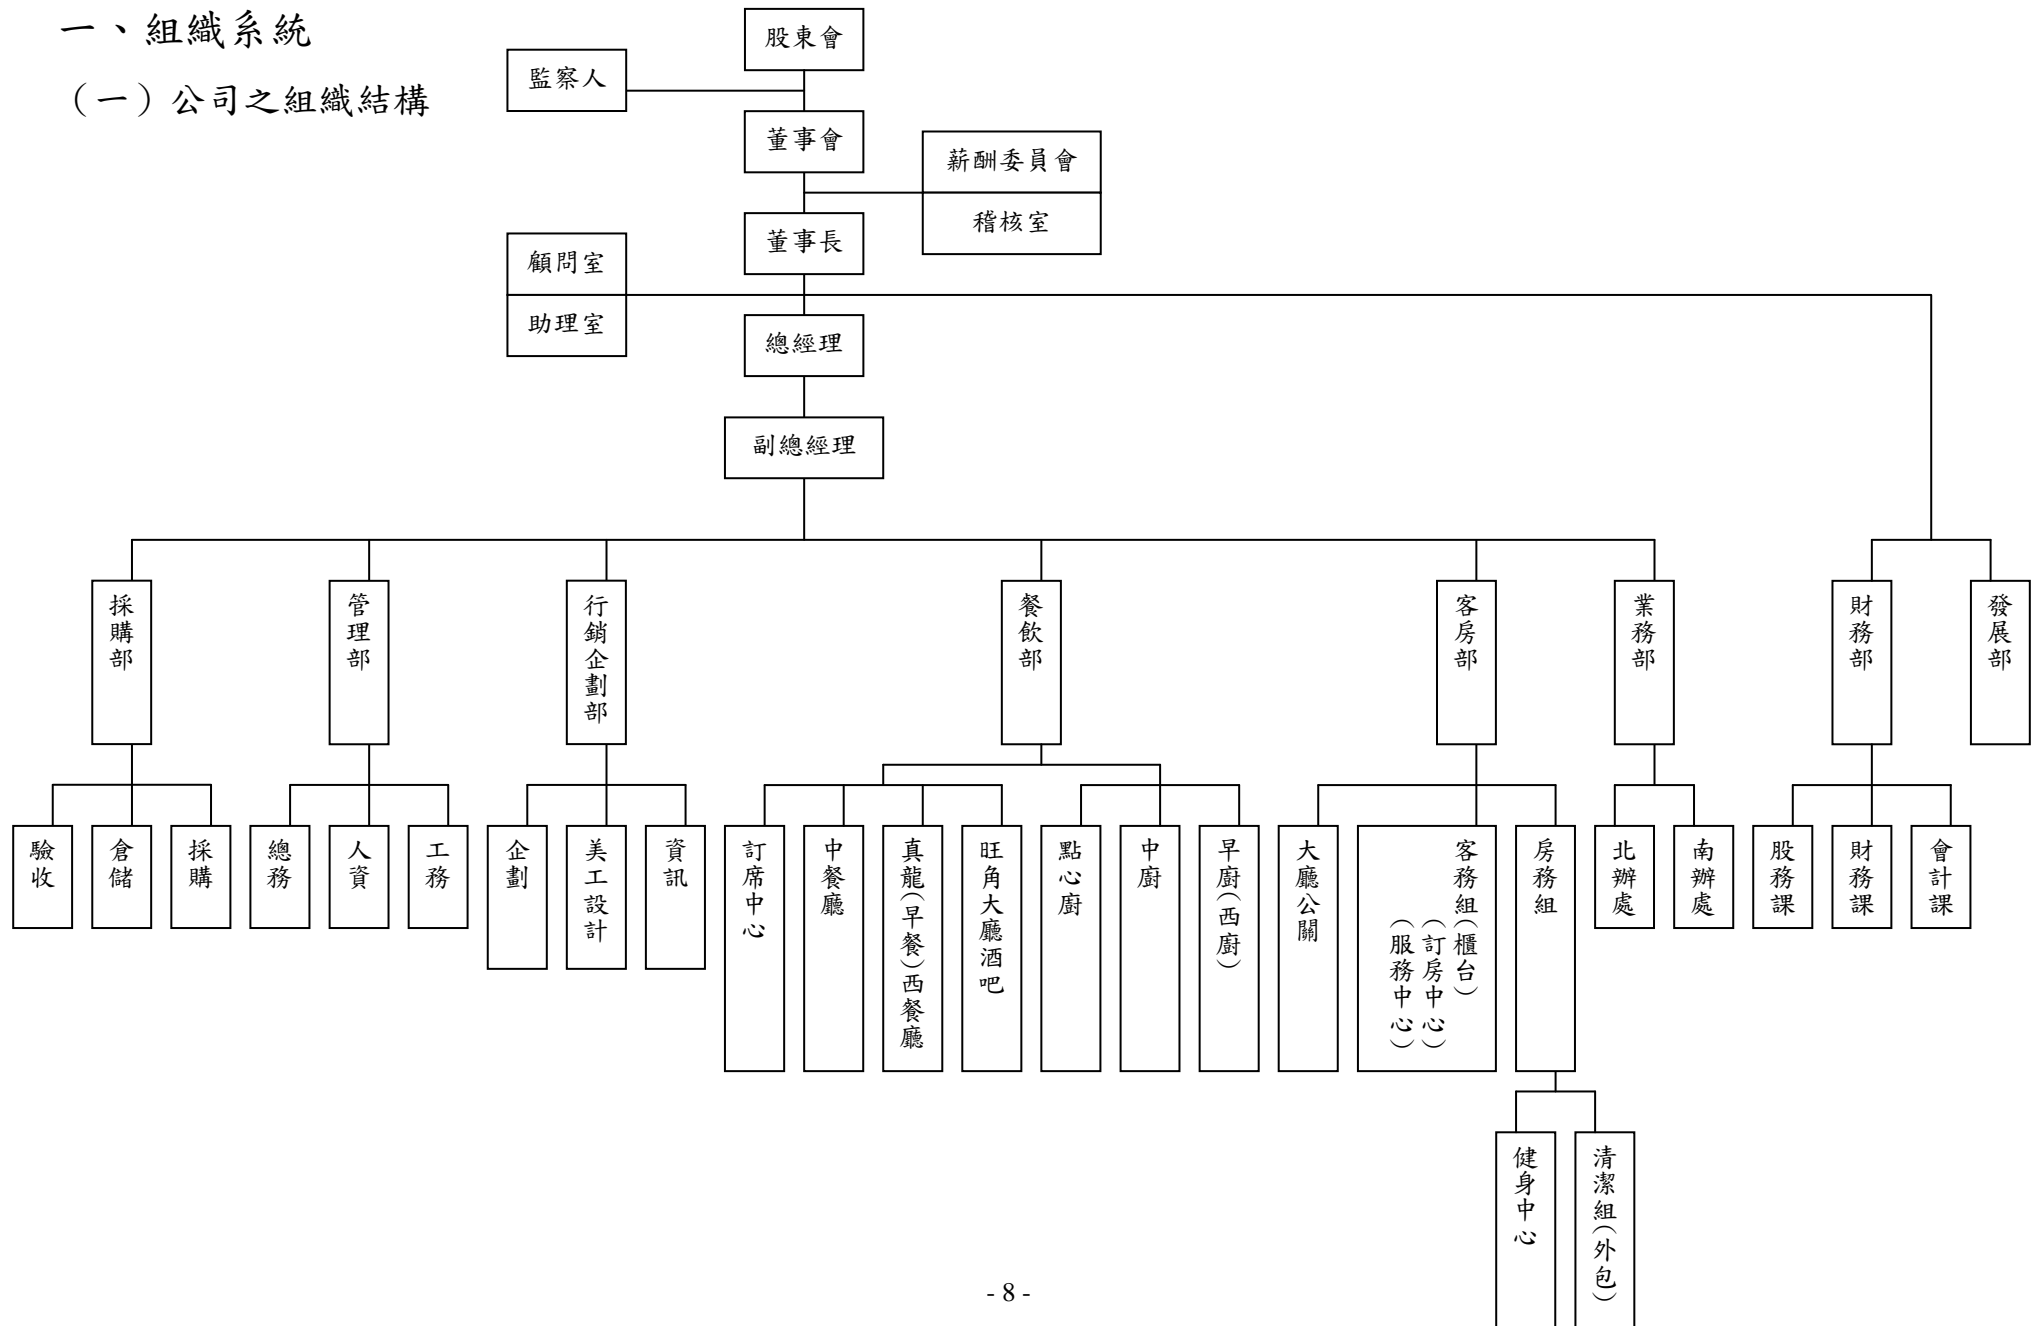 一、組織系統
（一）公司之組織結構
股東會
監察人
董事會
薪酬委員會
稽核室
董事長
顧問室
助理室
總經理
副總經理
採購部
管理部
行銷企劃部
餐飲部
客房部
業務部
財務部
發展部
驗收
倉儲
採購
總務
人資
工務
企劃
美工設計
資訊
訂席中心
中餐廳
真龍(早餐)西餐廳
旺角大廳酒吧
點心廚
中廚
早廚(西廚)
大廳公關
客務組(櫃台)
(訂房中心)
(服務中心)
房務組
北辦處
南辦處
股務課
財務課
會計課
健身中心
清潔組(外包)
- 8 -